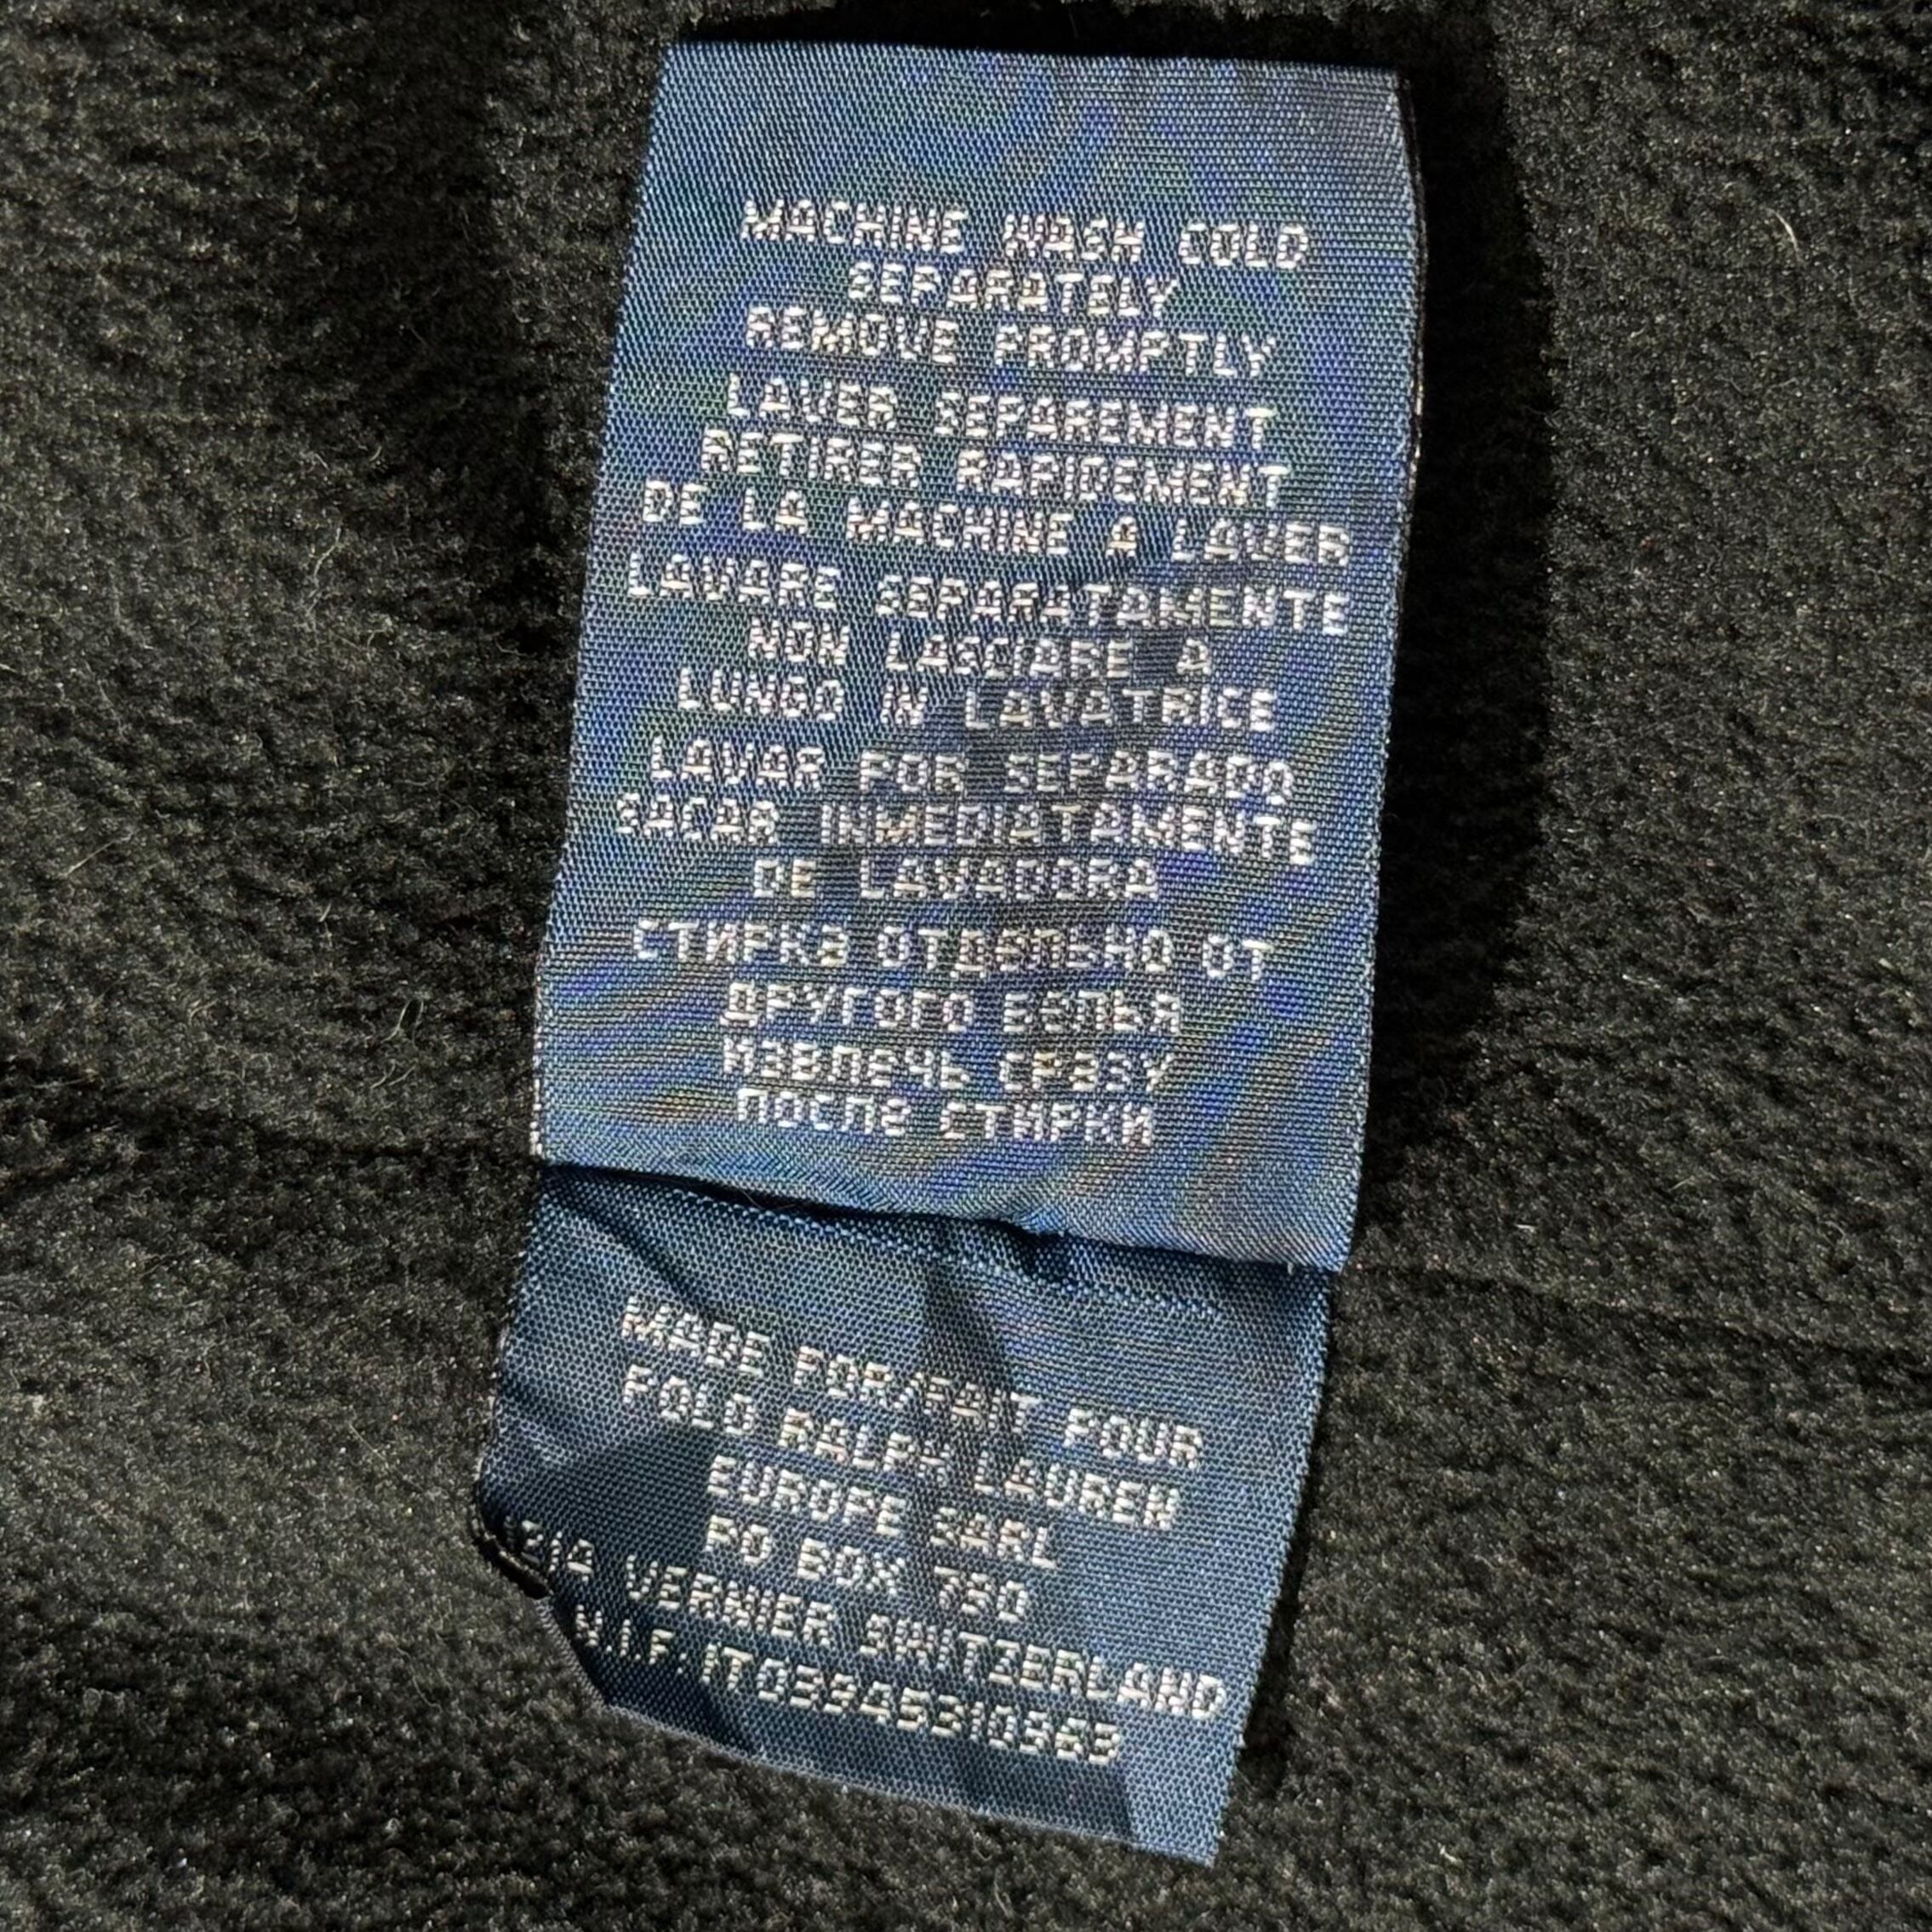 MACHINE WASH COLD
SEPARATELY
REMOVE PROMPTLY
LAVER SEPAREMENT
RETIRER RAPIDEMENT
DE LA MACHINE A LAVER
LAVARE SEPARATAMENTE
NON LASCIARE A
LUNGO IN LAVATRICE
LAVAR POR SEPARADO
SACAR INMEDIATAMENTE
DE LAVADORA
СТИРКа ОТДеЛЬНО ОТ
ДРУГОГО БеЛЬЯ
ИЗВЛеЧЬ СРаЗУ
ПОСЛе СТИРКИ
MADE FOR/FAIT POUR
POLO RALPH LAUREN
EUROPE SARL
PO BOX 780
VERNIER SWITZERLAND
N.I.F. IT03945310363